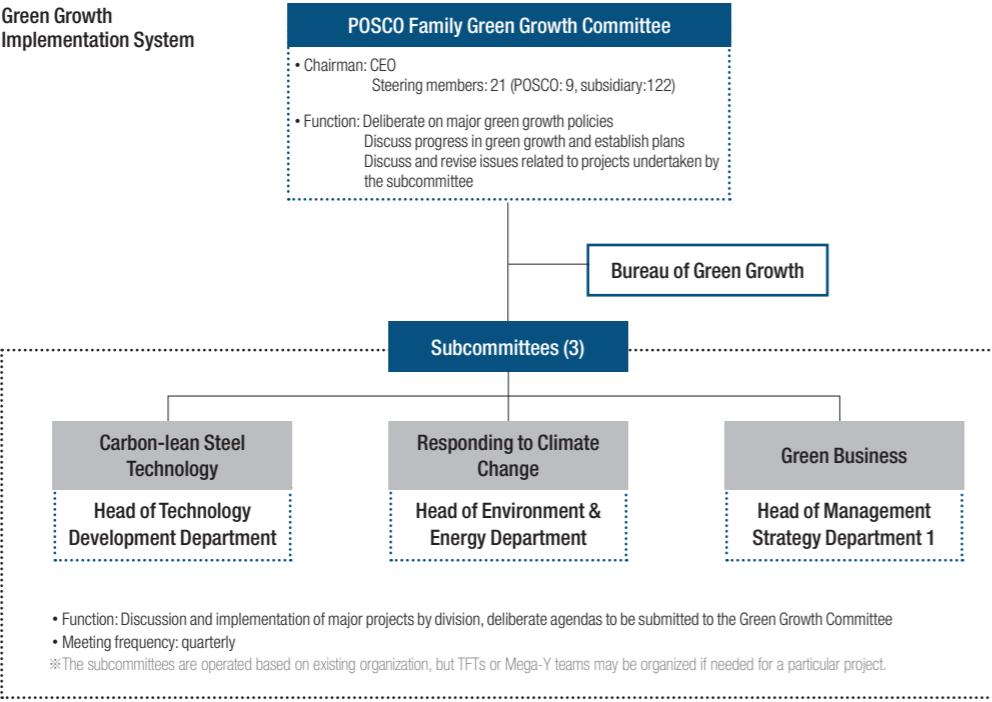 Green Growth
Implementation System
POSCO Family Green Growth Committee
• Chairman: CEO
Steering members: 21 (POSCO: 9, subsidiary:122)
• Function: Deliberate on major green growth policies
Discuss progress in green growth and establish plans
Discuss and revise issues related to projects undertaken by
the subcommittee
Bureau of Green Growth
Subcommittees (3)
Carbon-lean Steel
Technology
Head of Technology
Development Department
Responding to Climate
Change
Head of Environment &
Energy Department
Green Business
Head of Management
Strategy Department 1
• Function: Discussion and implementation of major projects by division, deliberate agendas to be submitted to the Green Growth Committee
• Meeting frequency: quarterly
※The subcommittees are operated based on existing organization, but TFTs or Mega-Y teams may be organized if needed for a particular project.